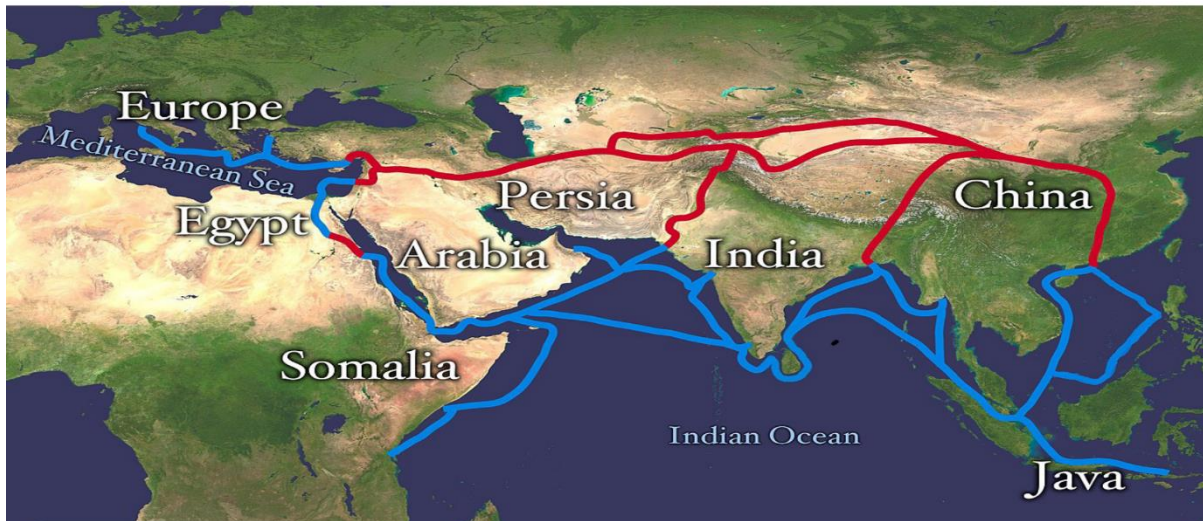 Europe
Mediterranean Sea
Egypt
Arabia
Persia
India
China
Somalia
Indian Ocean
Java